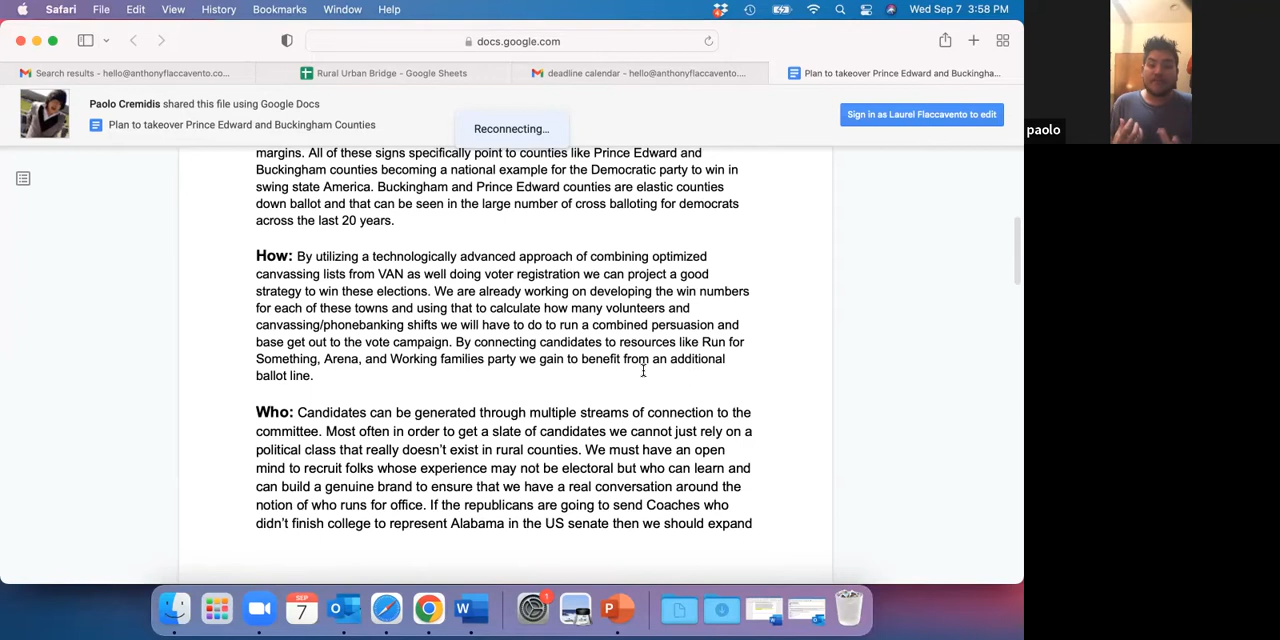 Safari File Edit View History Bookmarks Window Help Wed Sep 7 3:58 PM
docs.google.com
Search results - hello@anthonyflaccavento.co...
Rural Urban Bridge - Google Sheets
deadline calendar - hello@anthonyflaccavento....
Plan to takeover Prince Edward and Buckingha...
Paolo Cremidis shared this file using Google Docs
Plan to takeover Prince Edward and Buckingham Counties
Reconnecting...
Sign in as Laurel Flaccavento to edit
paolo
margins. All of these signs specifically point to counties like Prince Edward and
Buckingham counties becoming a national example for the Democratic party to win in
swing state America. Buckingham and Prince Edward counties are elastic counties
down ballot and that can be seen in the large number of cross balloting for democrats
across the last 20 years.
How: By utilizing a technologically advanced approach of combining optimized
canvassing lists from VAN as well doing voter registration we can project a good
strategy to win these elections. We are already working on developing the win numbers
for each of these towns and using that to calculate how many volunteers and
canvassing/phonebanking shifts we will have to do to run a combined persuasion and
base get out to the vote campaign. By connecting candidates to resources like Run for
Something, Arena, and Working families party we gain to benefit from an additional
ballot line.
Who: Candidates can be generated through multiple streams of connection to the
committee. Most often in order to get a slate of candidates we cannot just rely on a
political class that really doesn't exist in rural counties. We must have an open
mind to recruit folks whose experience may not be electoral but who can learn and
can build a genuine brand to ensure that we have a real conversation around the
notion of who runs for office. If the republicans are going to send Coaches who
didn't finish college to represent Alabama in the US senate then we should expand
SEP
7
1